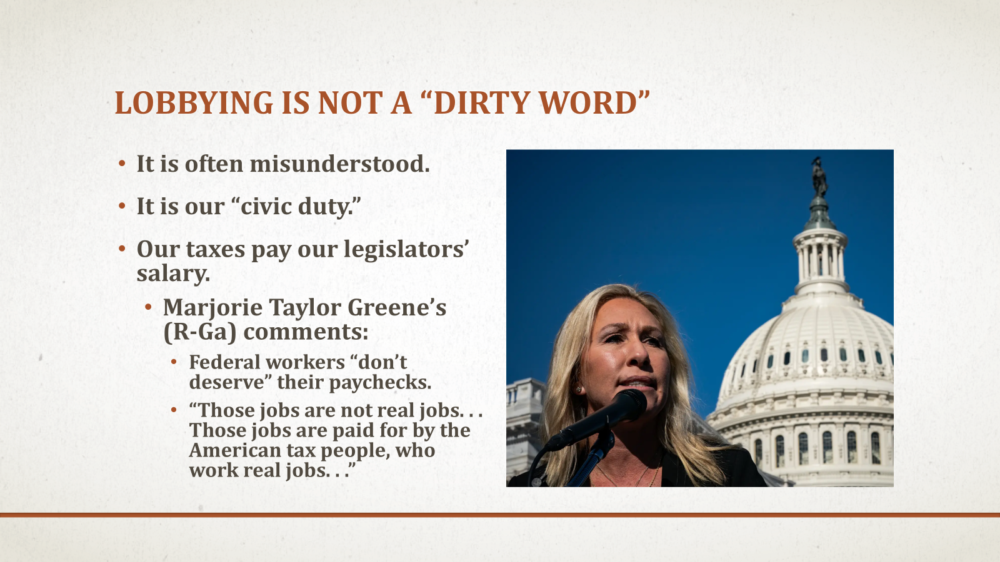 LOBBYING IS NOT A “DIRTY WORD”
• It is often misunderstood.
• It is our “civic duty.”
• Our taxes pay our legislators’
salary.
• Marjorie Taylor Greene’s
(R-Ga) comments:
• Federal workers “don’t
deserve” their paychecks.
• “Those jobs are not real jobs. . .
Those jobs are paid for by the
American tax people, who
work real jobs. . .”